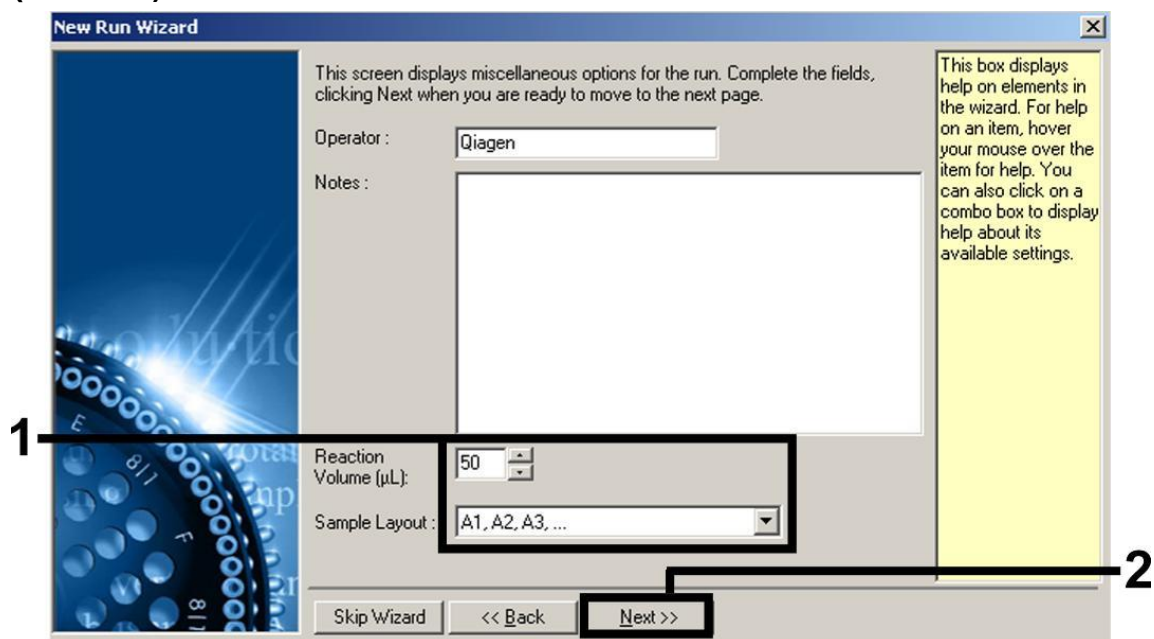 New Run Wizard
This screen displays miscellaneous options for the run. Complete the fields,
clicking Next when you are ready to move to the next page.
Operator :
Qiagen
Notes :
Reaction
Volume (µL):
50
Sample Layout :
A1, A2, A3, ...
Skip Wizard
<< Back
Next >>
This box displays
help on elements in
the wizard. For help
on an item, hover
your mouse over the
item for help. You
can also click on a
combo box to display
help about its
available settings.
1
2
E
8/1
F
8/1